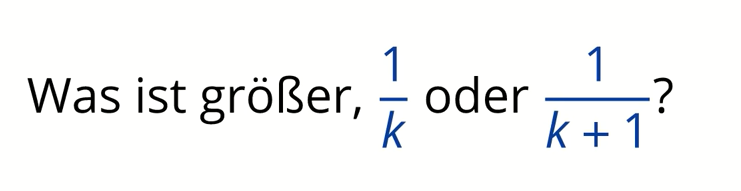 Was ist größer, 1/k oder 1/(k + 1)?